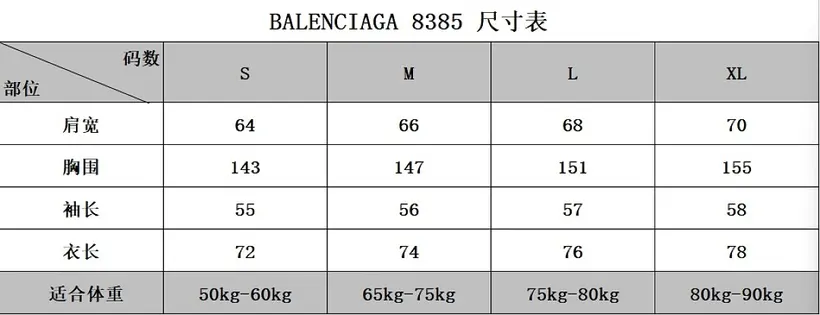 BALENCIAGA 8385 尺寸表
码数
部位 S M L XL
肩宽 64 66 68 70
胸围 143 147 151 155
袖长 55 56 57 58
衣长 72 74 76 78
适合体重 50kg-60kg 65kg-75kg 75kg-80kg 80kg-90kg